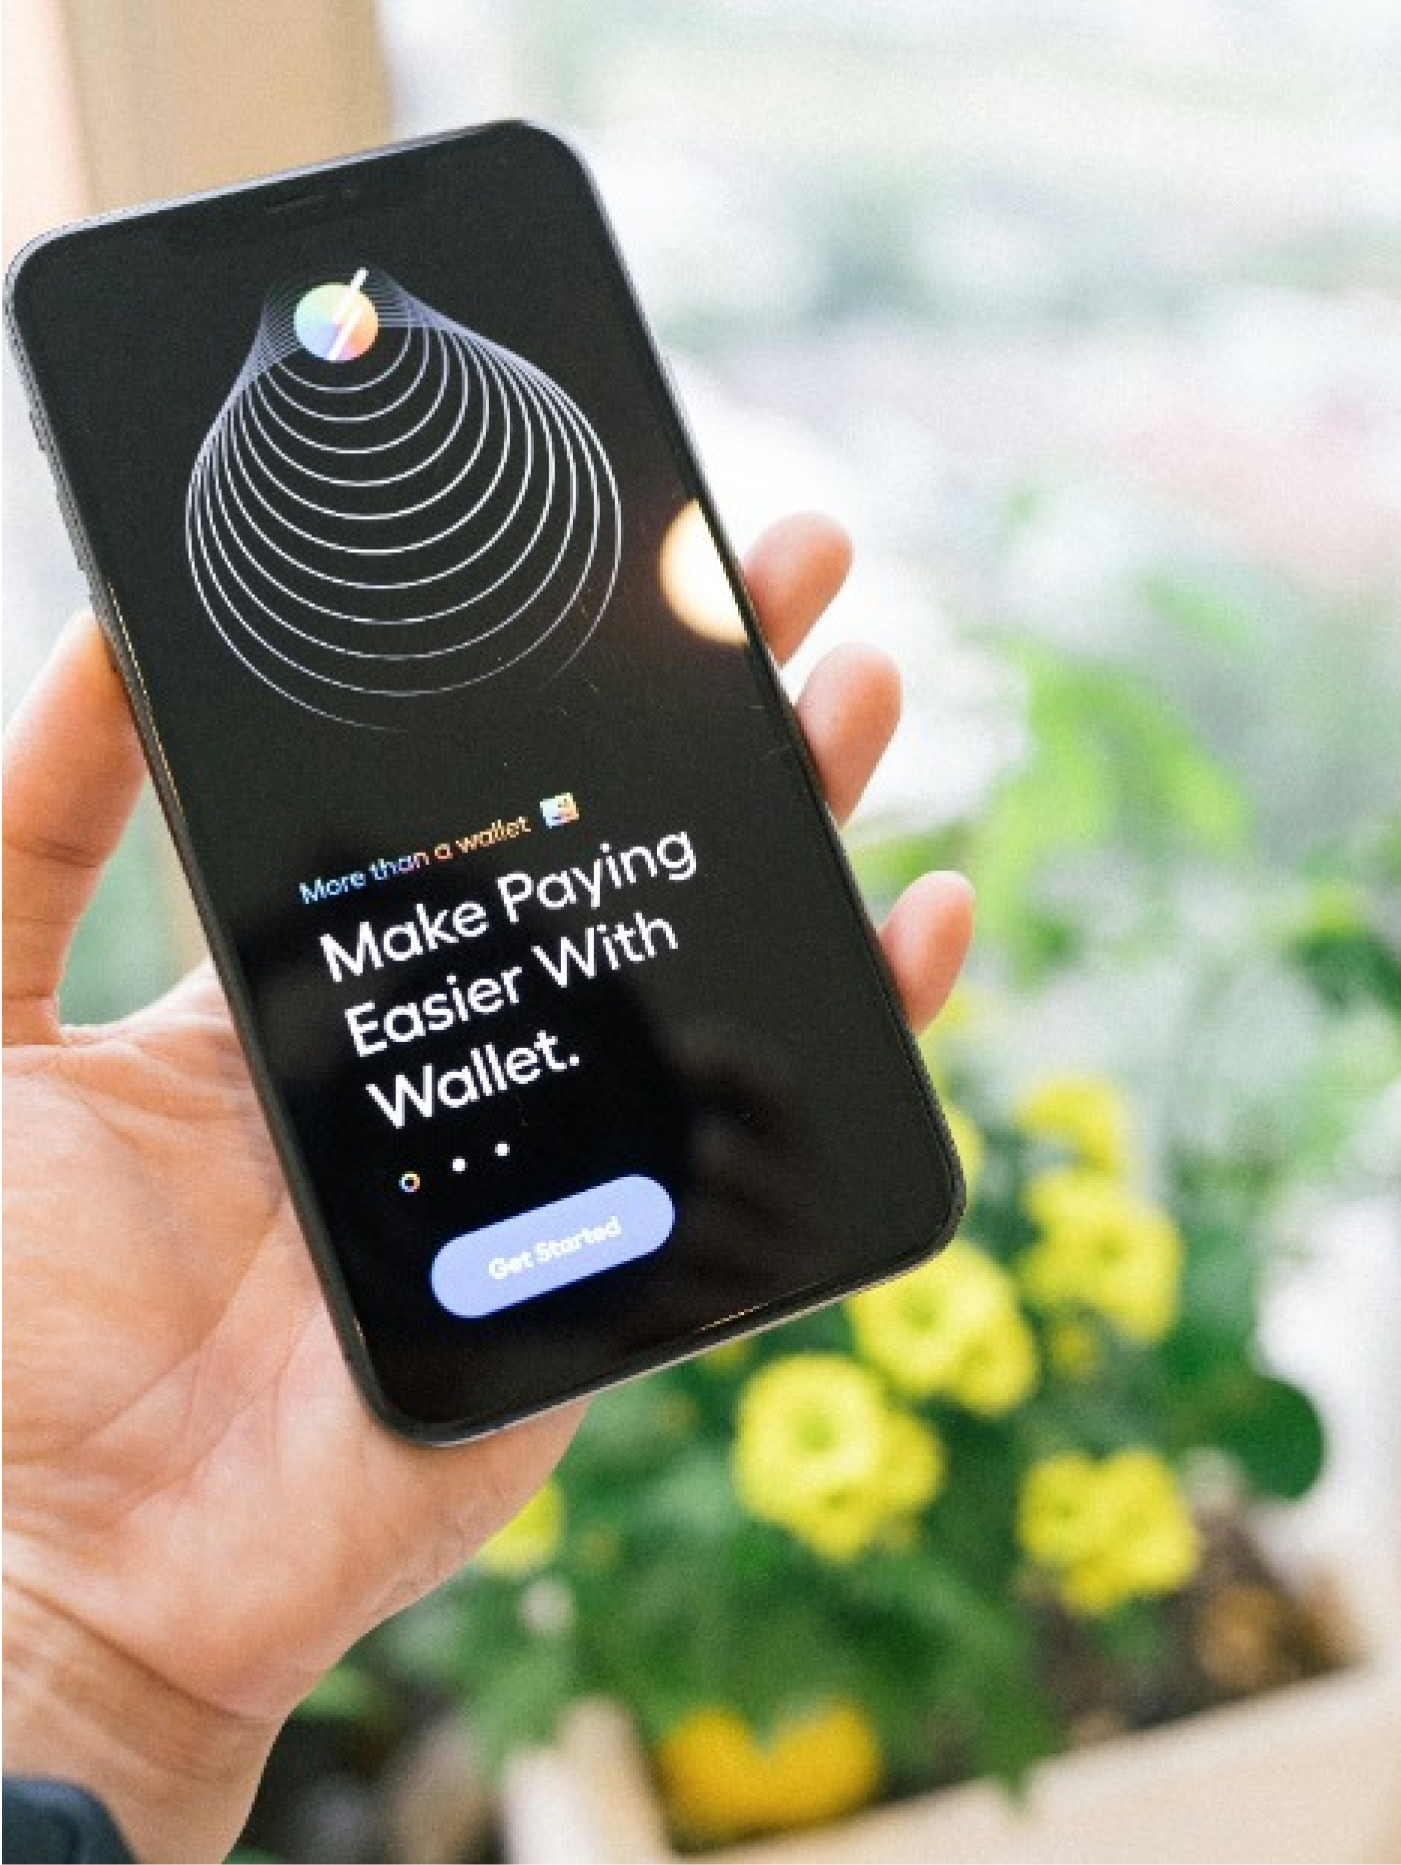 More than a wallet
Make Paying
Easier With
Wallet.
Get Started